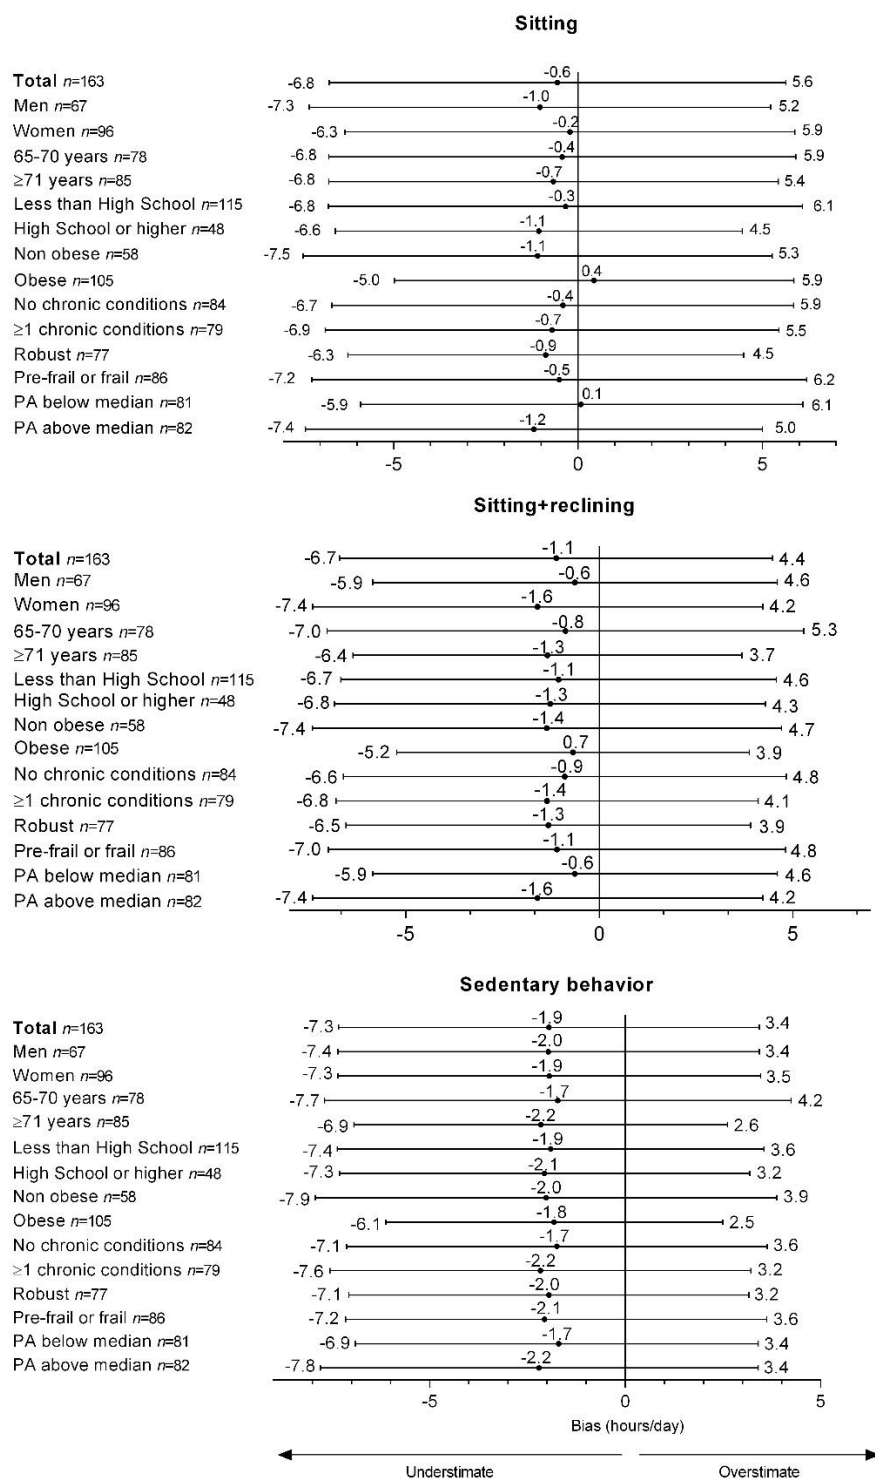 Sitting
Total n=163 -6.8 -0.6 5.6
Men n=67 -7.3 -1.0 5.2
Women n=96 -6.3 -0.2 5.9
65-70 years n=78 -6.8 -0.4 5.9
≥71 years n=85 -6.8 -0.7 5.4
Less than High School n=115 -6.8 -0.3 6.1
High School or higher n=48 -6.6 -1.1 4.5
Non obese n=58 -7.5 -1.1 5.3
Obese n=105 -5.0 0.4 5.9
No chronic conditions n=84 -6.7 -0.4 5.9
≥1 chronic conditions n=79 -6.9 -0.7 5.5
Robust n=77 -6.3 -0.9 4.5
Pre-frail or frail n=86 -7.2 -0.5 6.2
PA below median n=81 -5.9 0.1 6.1
PA above median n=82 -7.4 -1.2 5.0
-5 0 5
Sitting+reclining
Total n=163 -6.7 -1.1 4.4
Men n=67 -5.9 -0.6 4.6
Women n=96 -7.4 -1.6 4.2
65-70 years n=78 -7.0 -0.8 5.3
≥71 years n=85 -6.4 -1.3 3.7
Less than High School n=115 -6.7 -1.1 4.6
High School or higher n=48 -6.8 -1.3 4.3
Non obese n=58 -7.4 -1.4 4.7
Obese n=105 -5.2 0.7 3.9
No chronic conditions n=84 -6.6 -0.9 4.8
≥1 chronic conditions n=79 -6.8 -1.4 4.1
Robust n=77 -6.5 -1.3 3.9
Pre-frail or frail n=86 -7.0 -1.1 4.8
PA below median n=81 -5.9 -0.6 4.6
PA above median n=82 -7.4 -1.6 4.2
-5 0 5
Sedentary behavior
Total n=163 -7.3 -1.9 3.4
Men n=67 -7.4 -2.0 3.4
Women n=96 -7.3 -1.9 3.5
65-70 years n=78 -7.7 -1.7 4.2
≥71 years n=85 -6.9 -2.2 2.6
Less than High School n=115 -7.4 -1.9 3.6
High School or higher n=48 -7.3 -2.1 3.2
Non obese n=58 -7.9 -2.0 3.9
Obese n=105 -6.1 -1.8 2.5
No chronic conditions n=84 -7.1 -1.7 3.6
≥1 chronic conditions n=79 -7.6 -2.2 3.2
Robust n=77 -7.1 -2.0 3.2
Pre-frail or frail n=86 -7.2 -2.1 3.6
PA below median n=81 -6.9 -1.7 3.4
PA above median n=82 -7.8 -2.2 3.4
-5 0 5
Bias (hours/day)
Understimate Overstimate